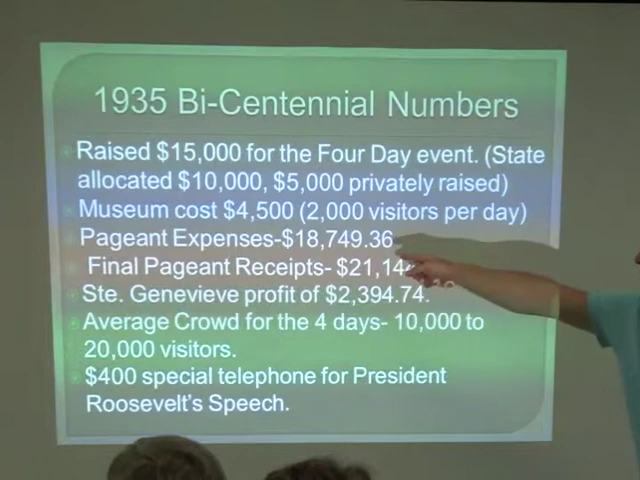 1935 Bi-Centennial Numbers
Raised $15,000 for the Four Day event. (State
allocated $10,000, $5,000 privately raised)
Museum cost $4,500 (2,000 visitors per day)
Pageant Expenses-$18,749.36
Final Pageant Receipts-
Ste. Genevieve profit of $2,394.74.
Average Crowd for the 4 days- 10,000 to
20,000 visitors.
$400 special telephone for President
Roosevelt's Speech.